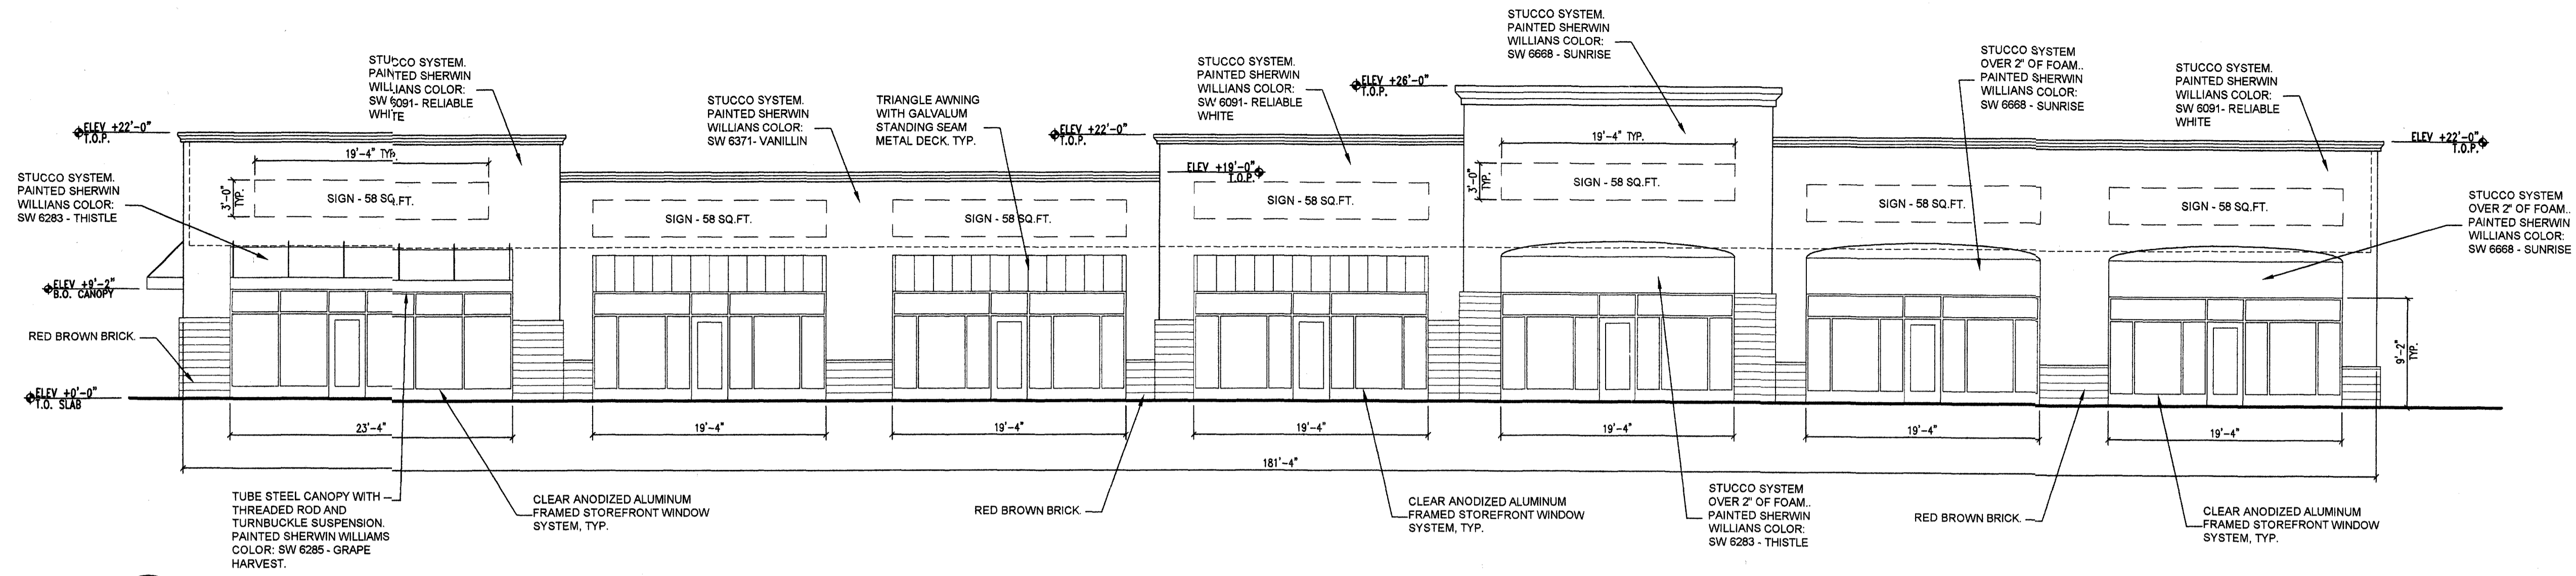 STUCCO SYSTEM.
PAINTED SHERWIN
WILLIANS COLOR:
SW 6668 - SUNRISE
STUCCO SYSTEM.
PAINTED SHERWIN
WILLIANS COLOR:
SW 6091- RELIABLE
WHITE
STUCCO SYSTEM.
PAINTED SHERWIN
WILLIANS COLOR:
SW 6371- VANILLIN
TRIANGLE AWNING
WITH GALVALUM
STANDING SEAM
METAL DECK. TYP.
STUCCO SYSTEM.
PAINTED SHERWIN
WILLIANS COLOR:
SW 6091- RELIABLE
WHITE
STUCCO SYSTEM
OVER 2" OF FOAM..
PAINTED SHERWIN
WILLIANS COLOR:
SW 6668 - SUNRISE
STUCCO SYSTEM.
PAINTED SHERWIN
WILLIANS COLOR:
SW 6091- RELIABLE
WHITE
ELEV +22'-0"
T.O.P.
ELEV +22'-0"
T.O.P.
ELEV +19'-0"
T.O.P.
ELEV +26'-0"
T.O.P.
ELEV +22'-0"
T.O.P.
19'-4" TYP.
3'-0"
TYP.
19'-4" TYP.
3'-0"
TYP.
SIGN - 58 SQ.FT.
SIGN - 58 SQ.FT.
SIGN - 58 SQ.FT.
SIGN - 58 SQ.FT.
SIGN - 58 SQ.FT.
SIGN - 58 SQ.FT.
SIGN - 58 SQ.FT.
STUCCO SYSTEM.
PAINTED SHERWIN
WILLIANS COLOR:
SW 6283 - THISTLE
STUCCO SYSTEM
OVER 2" OF FOAM..
PAINTED SHERWIN
WILLIANS COLOR:
SW 6668 - SUNRISE
ELEV +9'-2"
B.O. CANOPY
RED BROWN BRICK.
9'-2"
TYP.
ELEV +0'-0"
T.O. SLAB
23'-4"
19'-4"
19'-4"
19'-4"
19'-4"
19'-4"
19'-4"
181'-4"
TUBE STEEL CANOPY WITH
THREADED ROD AND
TURNBUCKLE SUSPENSION.
PAINTED SHERWIN WILLIAMS
COLOR: SW 6285 - GRAPE
HARVEST.
CLEAR ANODIZED ALUMINUM
FRAMED STOREFRONT WINDOW
SYSTEM, TYP.
RED BROWN BRICK.
CLEAR ANODIZED ALUMINUM
FRAMED STOREFRONT WINDOW
SYSTEM, TYP.
STUCCO SYSTEM
OVER 2" OF FOAM..
PAINTED SHERWIN
WILLIANS COLOR:
SW 6283 - THISTLE
RED BROWN BRICK.
CLEAR ANODIZED ALUMINUM
FRAMED STOREFRONT WINDOW
SYSTEM, TYP.